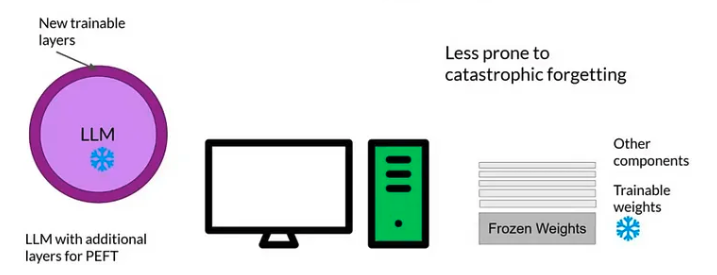 New trainable
layers
LLM
LLM with additional
layers for PEFT
Less prone to
catastrophic forgetting
Other
components
Trainable
weights
Frozen Weights